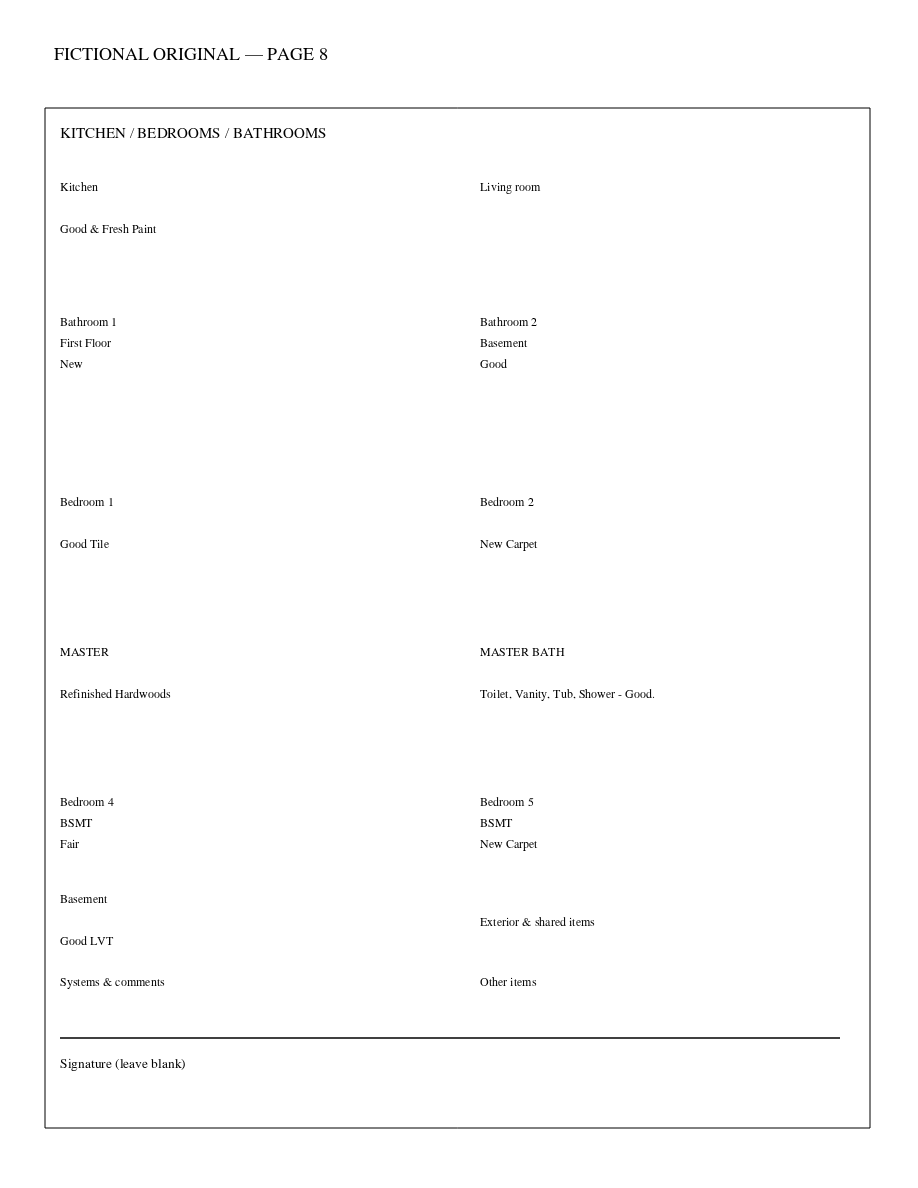 FICTIONAL ORIGINAL — PAGE 8
KITCHEN / BEDROOMS / BATHROOMS
Kitchen
Living room
Good & Fresh Paint
Bathroom 1
First Floor
New
Bathroom 2
Basement
Good
Bedroom 1
Good Tile
Bedroom 2
New Carpet
MASTER
Refinished Hardwoods
MASTER BATH
Toilet, Vanity, Tub, Shower - Good.
Bedroom 4
BSMT
Fair
Bedroom 5
BSMT
New Carpet
Basement
Good LVT
Exterior & shared items
Systems & comments
Other items
Signature (leave blank)